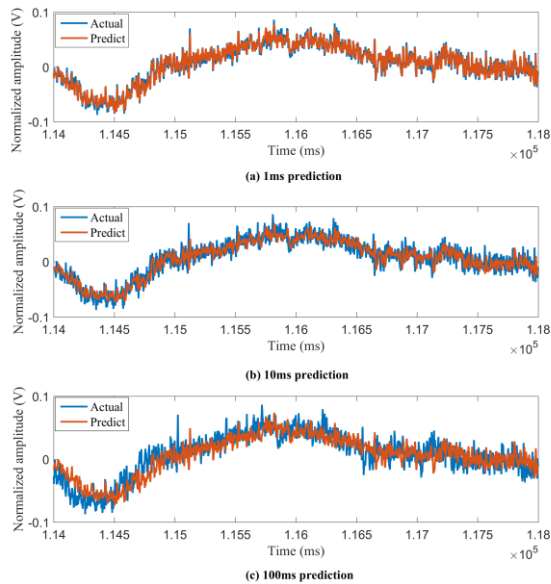 0.1
Actual
Predict
0
-0.1
Normalized amplitude (V)
1.14 1.145 1.15 1.155 1.16 1.165 1.17 1.175 1.18
Time (ms)
×10⁵
(a) 1ms prediction
0.1
Actual
Predict
0
-0.1
Normalized amplitude (V)
1.14 1.145 1.15 1.155 1.16 1.165 1.17 1.175 1.18
Time (ms)
×10⁵
(b) 10ms prediction
0.1
Actual
Predict
0
-0.1
Normalized amplitude (V)
1.14 1.145 1.15 1.155 1.16 1.165 1.17 1.175 1.18
Time (ms)
×10⁵
(c) 100ms prediction